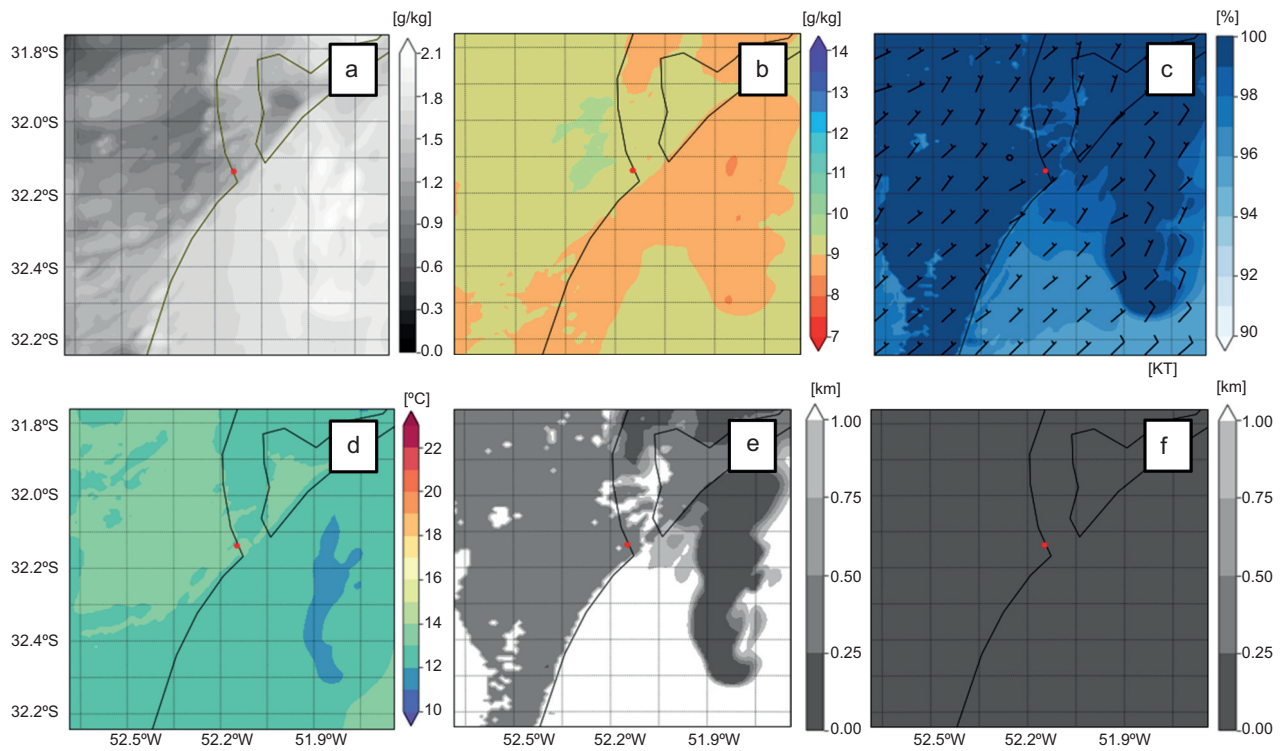 [g/kg] [g/kg] [%]
31.8ºS a 2.1 b 14 c 100
1.8 13 98
32.0ºS 1.5 12 96
32.2ºS 1.2 11 94
0.9 10 92
32.4ºS 0.6 9 90
0.3 8
32.2ºS 0.0 7
[KT]
[ºC] [km] [km]
31.8ºS d 22 e 1.00 f 1.00
20
32.0ºS 18 0.75 0.75
32.2ºS 16 0.50 0.50
14
32.4ºS 12 0.25 0.25
32.2ºS 10 0.00 0.00
52.5ºW 52.2ºW 51.9ºW 52.5ºW 52.2ºW 51.9ºW 52.5ºW 52.2ºW 51.9ºW